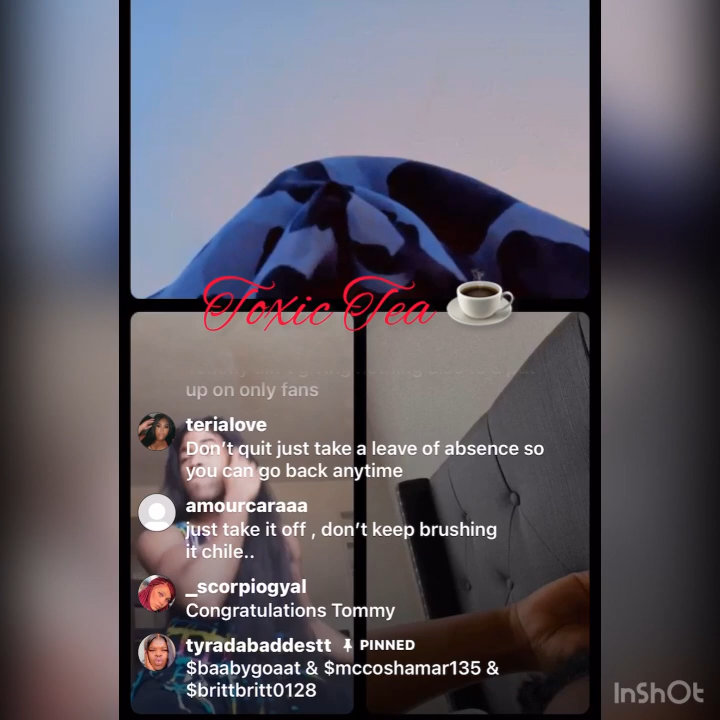 Toxic Tea
up on only fans
terialove
Don't quit just take a leave of absence so
you can go back anytime
amourcaraaa
just take it off , don't keep brushing
it chile..
_scorpiogyal
Congratulations Tommy
tyradabaddestt PINNED
$baabygoaat & $mccoshamar135 &
$brittbritt0128
InShOt